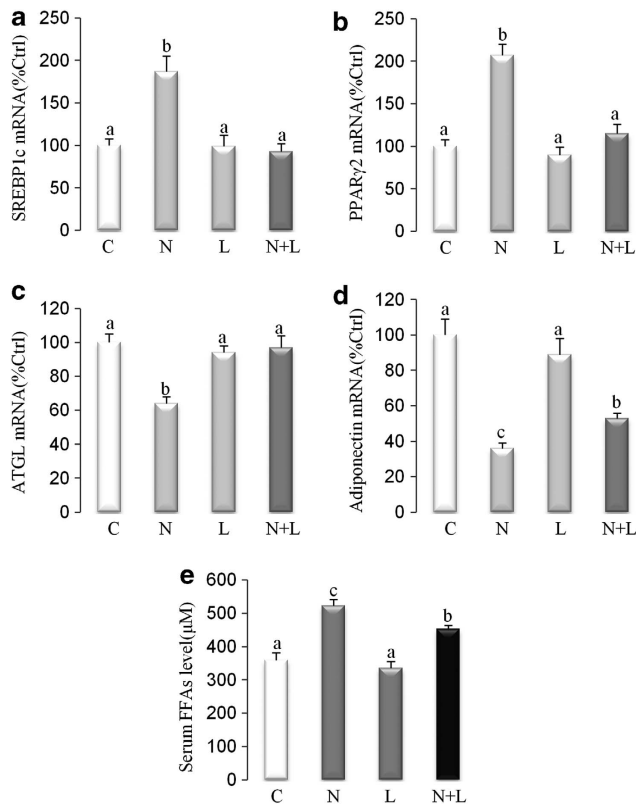 a
SREBP1c mRNA(%Ctrl)
250
200
150
100
50
0
a
b
a
a
C
N
L
N+L
b
PPARγ2 mRNA(%Ctrl)
250
200
150
100
50
0
a
b
a
a
C
N
L
N+L
c
ATGL mRNA(%Ctrl)
120
100
80
60
40
20
0
a
b
a
a
C
N
L
N+L
d
Adiponectin mRNA(%Ctrl)
120
100
80
60
40
20
0
a
c
a
b
C
N
L
N+L
e
Serum FFAs level(µM)
600
500
400
300
200
100
0
a
c
a
b
C
N
L
N+L